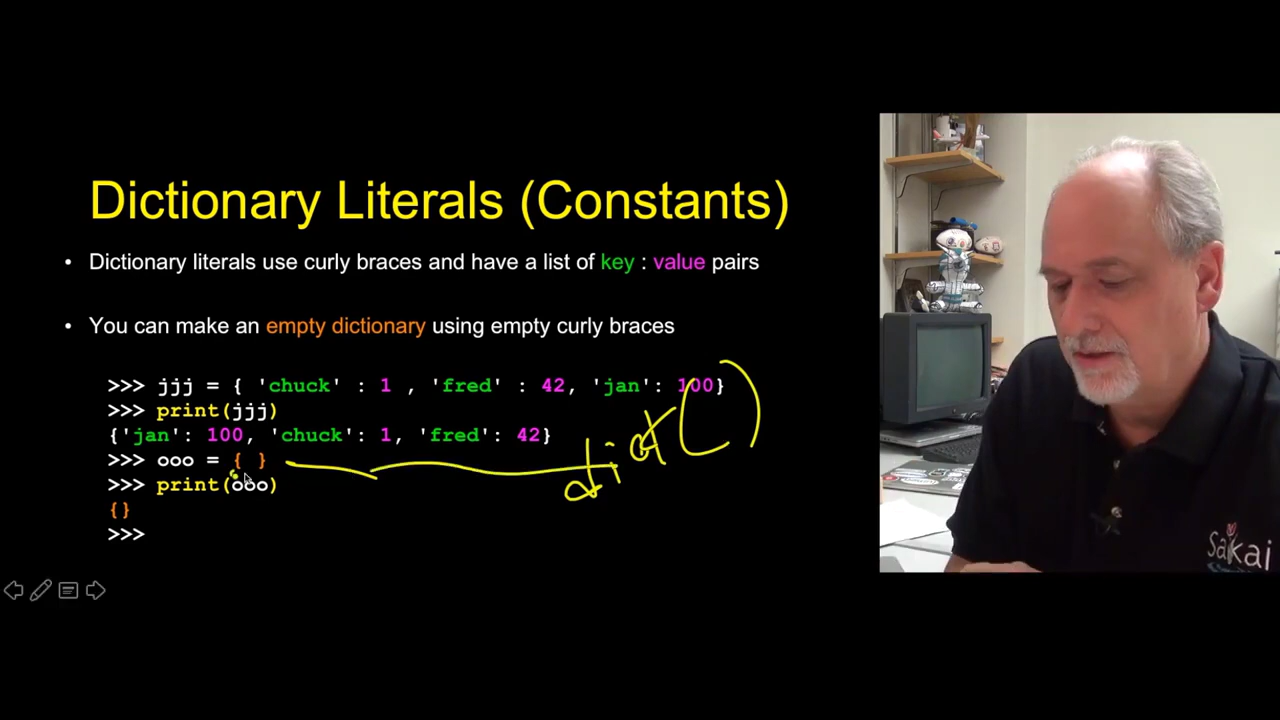 Dictionary Literals (Constants)
• Dictionary literals use curly braces and have a list of key : value pairs
• You can make an empty dictionary using empty curly braces
>>> jjj = { 'chuck' : 1 , 'fred' : 42, 'jan': 100}
>>> print(jjj)
{'jan': 100, 'chuck': 1, 'fred': 42}
>>> ooo = { }
>>> print(ooo)
{}
>>>
dict()
Sakai